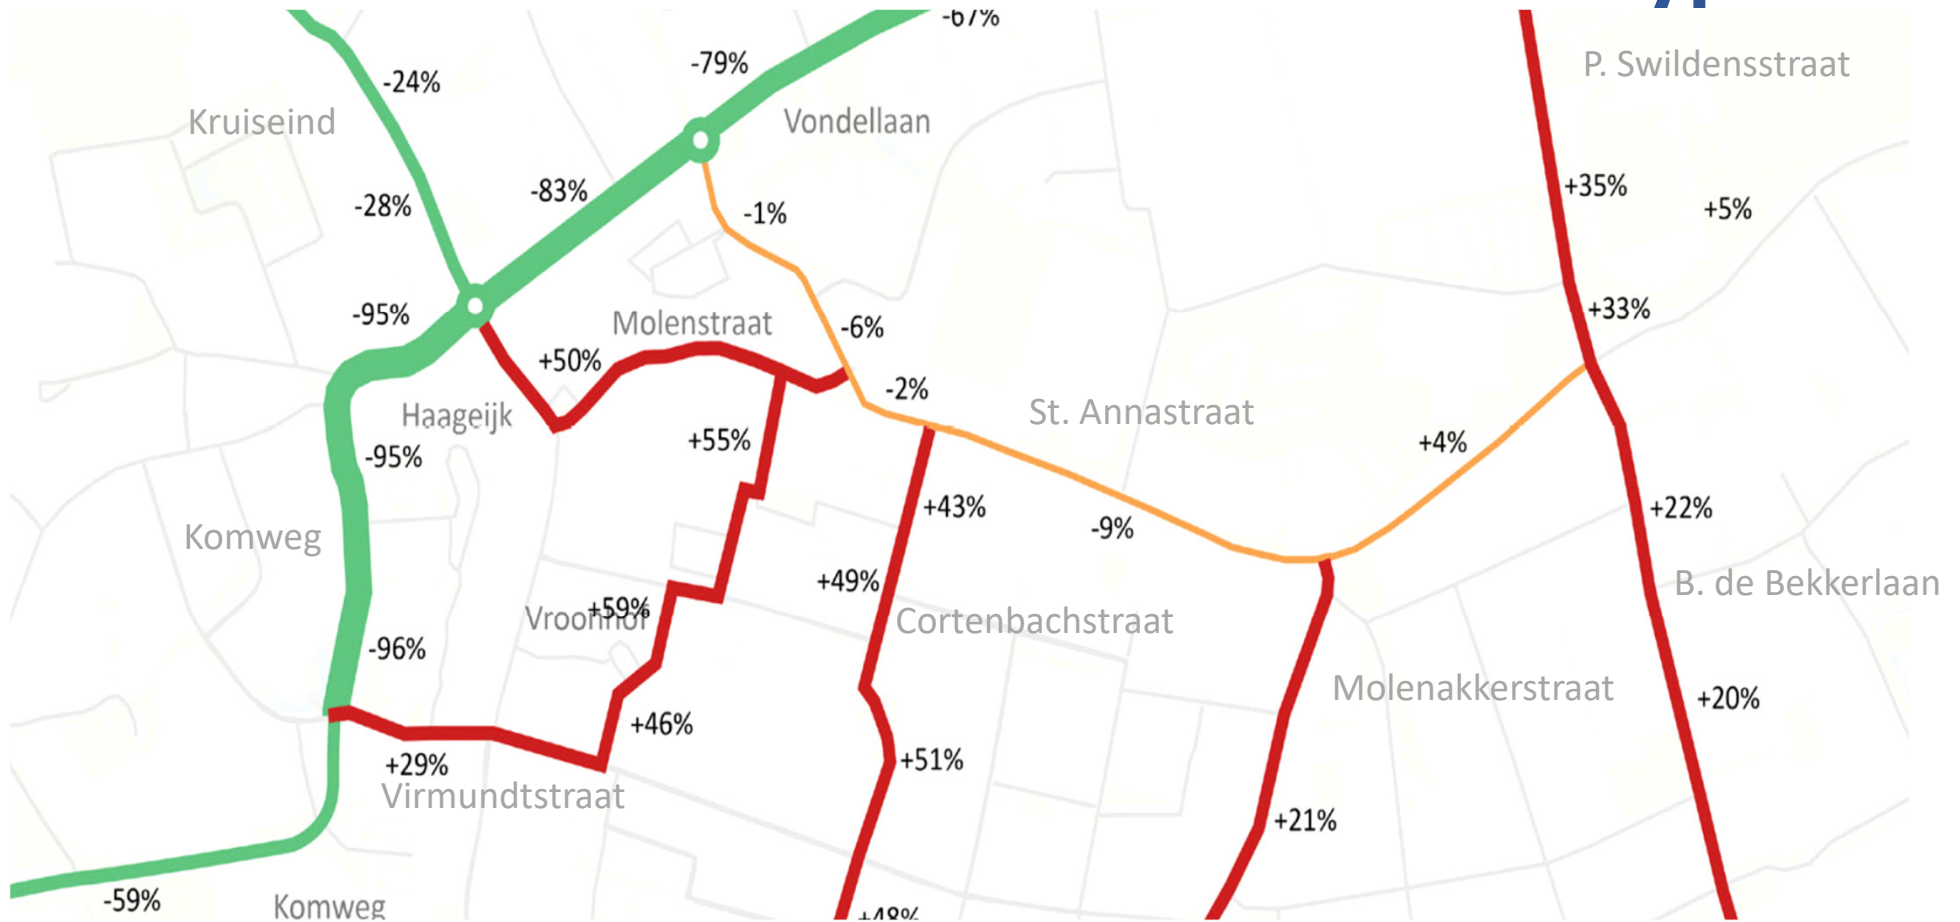 -67%
P. Swildensstraat
-79%
-24%
Kruiseind
Vondellaan
-83%
+35%
-28%
+5%
-1%
-95%
+33%
Molenstraat
-6%
+50%
-2%
Haageijk
St. Annastraat
+55%
+4%
-95%
+43%
+22%
-9%
Komweg
+49%
B. de Bekkerlaan
+59%
Vroonhof
Cortenbachstraat
-96%
Molenakkerstraat
+20%
+46%
+29%
+51%
Virmundtstraat
+21%
-59%
Komweg
+48%